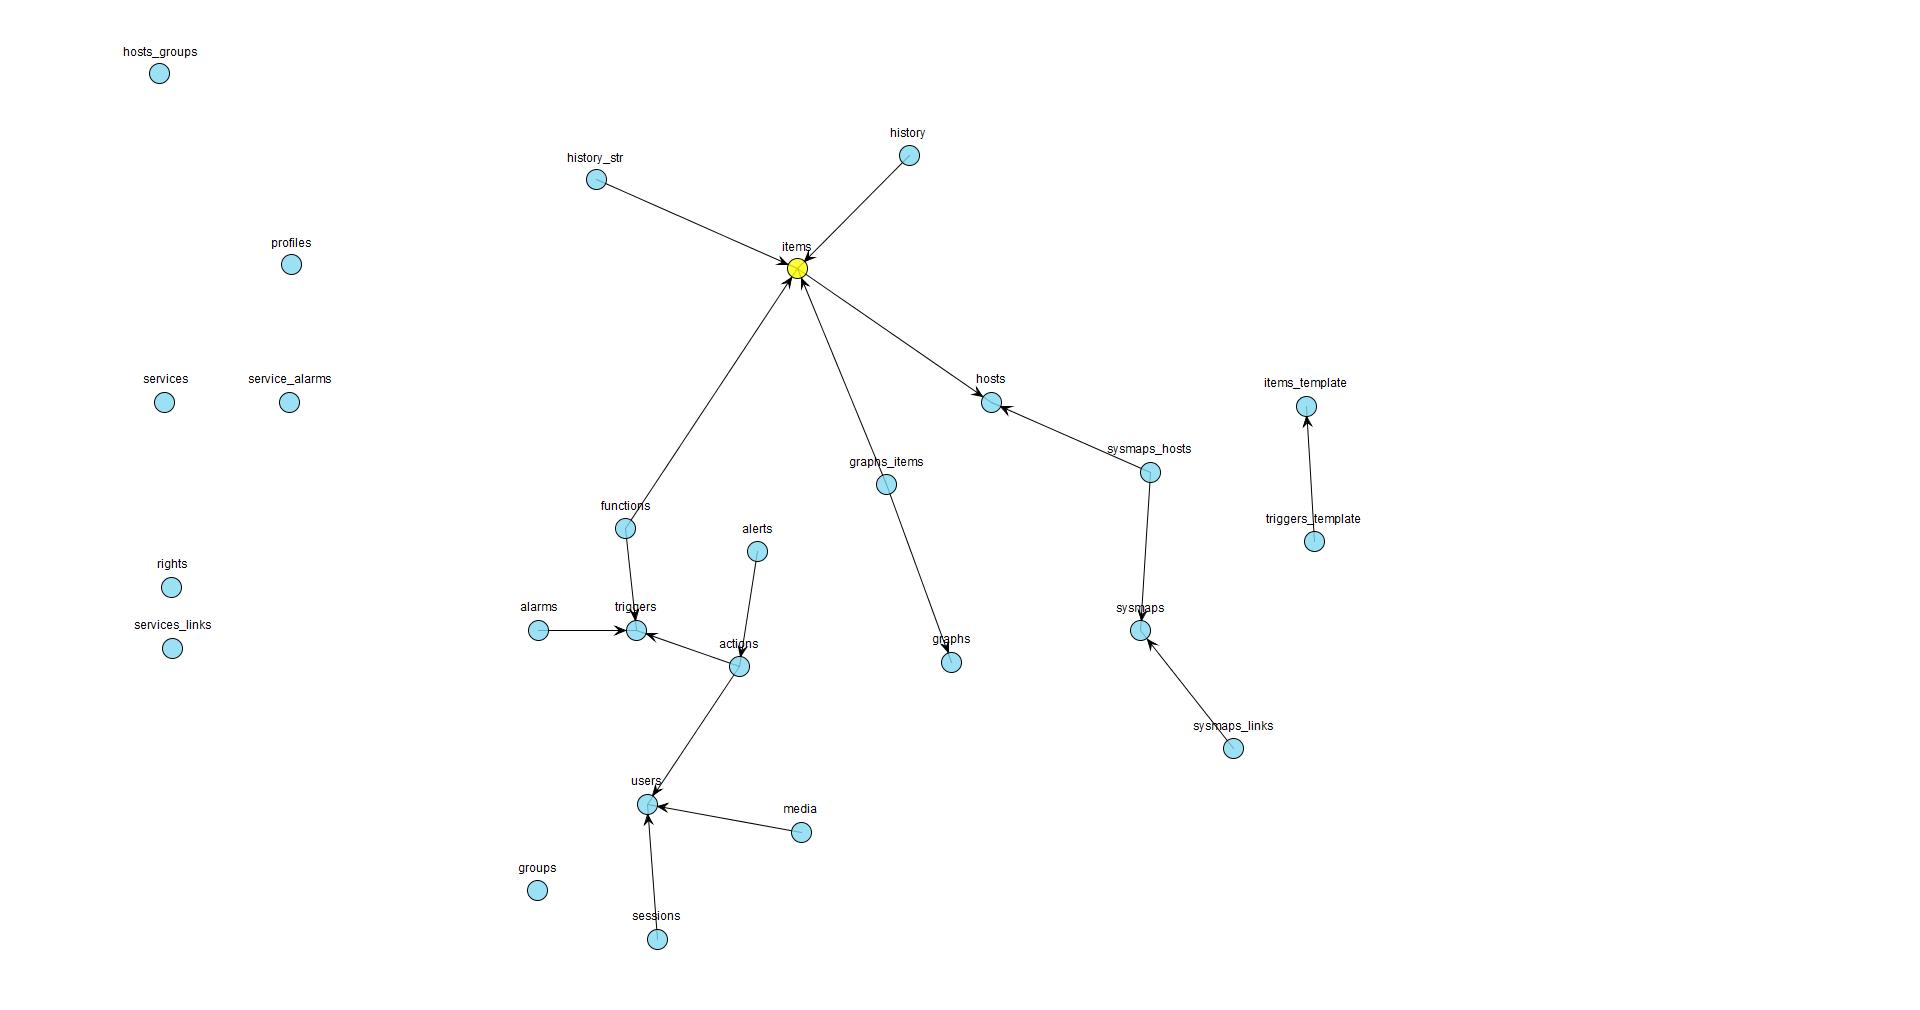 hosts_groups
history
history_str
profiles
items
services
service_alarms
hosts
items_template
sysmaps_hosts
graphs_items
functions
triggers_template
alerts
rights
alarms
triggers
sysmaps
services_links
actions
graphs
sysmaps_links
users
media
groups
sessions